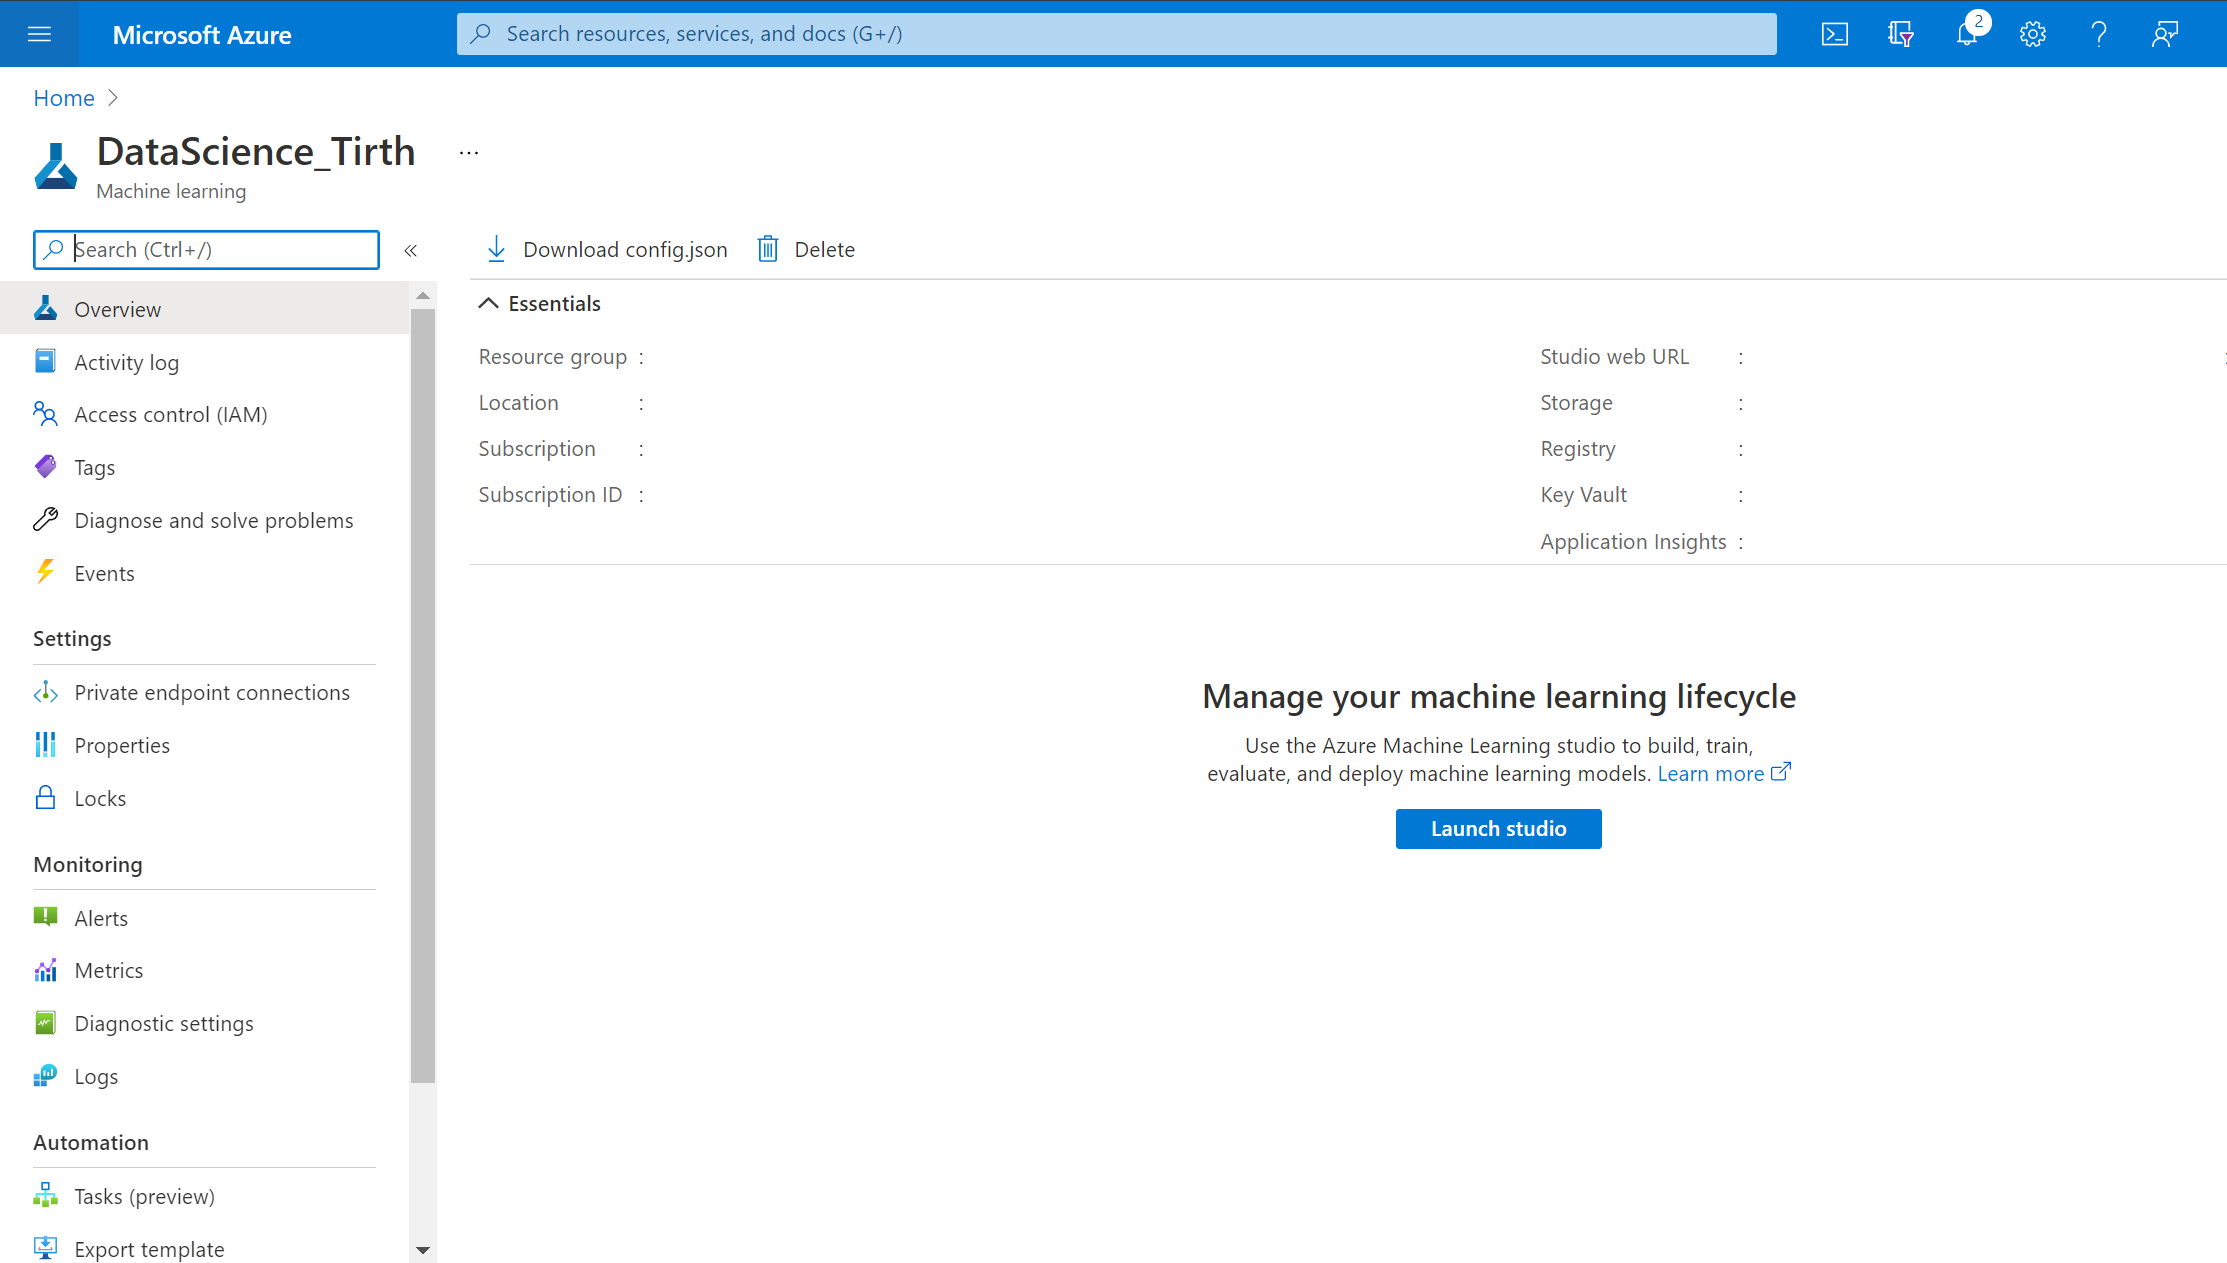 Microsoft Azure
Search resources, services, and docs (G+/)
2
Home
DataScience_Tirth
...
Machine learning
Search (Ctrl+/)
«
Download config.json
Delete
Overview
Activity log
Access control (IAM)
Tags
Diagnose and solve problems
Events
Settings
Private endpoint connections
Properties
Locks
Monitoring
Alerts
Metrics
Diagnostic settings
Logs
Automation
Tasks (preview)
Export template
Essentials
Resource group :
Location :
Subscription :
Subscription ID :
Studio web URL :
Storage :
Registry :
Key Vault :
Application Insights :
Manage your machine learning lifecycle
Use the Azure Machine Learning studio to build, train,
evaluate, and deploy machine learning models. Learn more
Launch studio